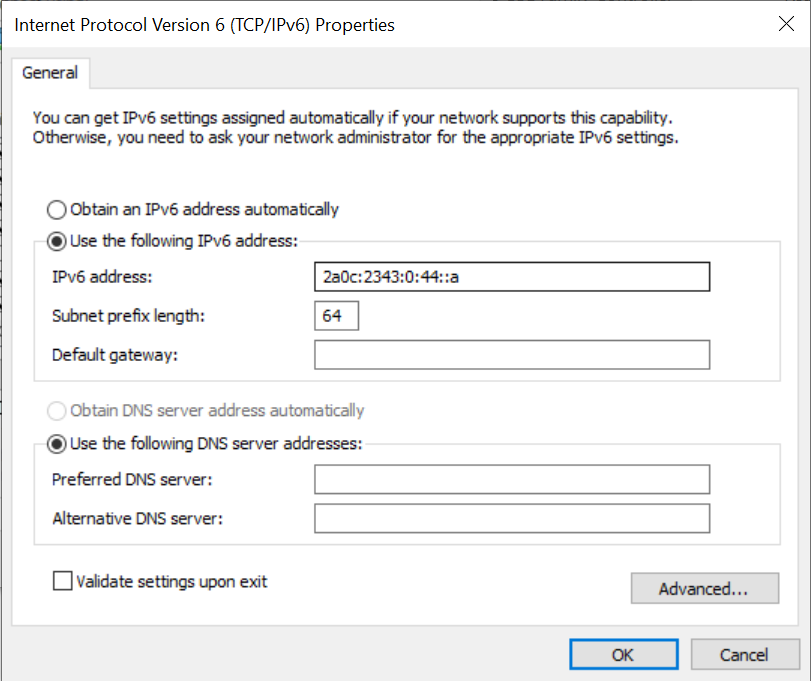 Internet Protocol Version 6 (TCP/IPv6) Properties
General
You can get IPv6 settings assigned automatically if your network supports this capability.
Otherwise, you need to ask your network administrator for the appropriate IPv6 settings.
Obtain an IPv6 address automatically
Use the following IPv6 address:
IPv6 address: 2a0c:2343:0:44::a
Subnet prefix length: 64
Default gateway:
Obtain DNS server address automatically
Use the following DNS server addresses:
Preferred DNS server:
Alternative DNS server:
Validate settings upon exit
Advanced...
OK Cancel